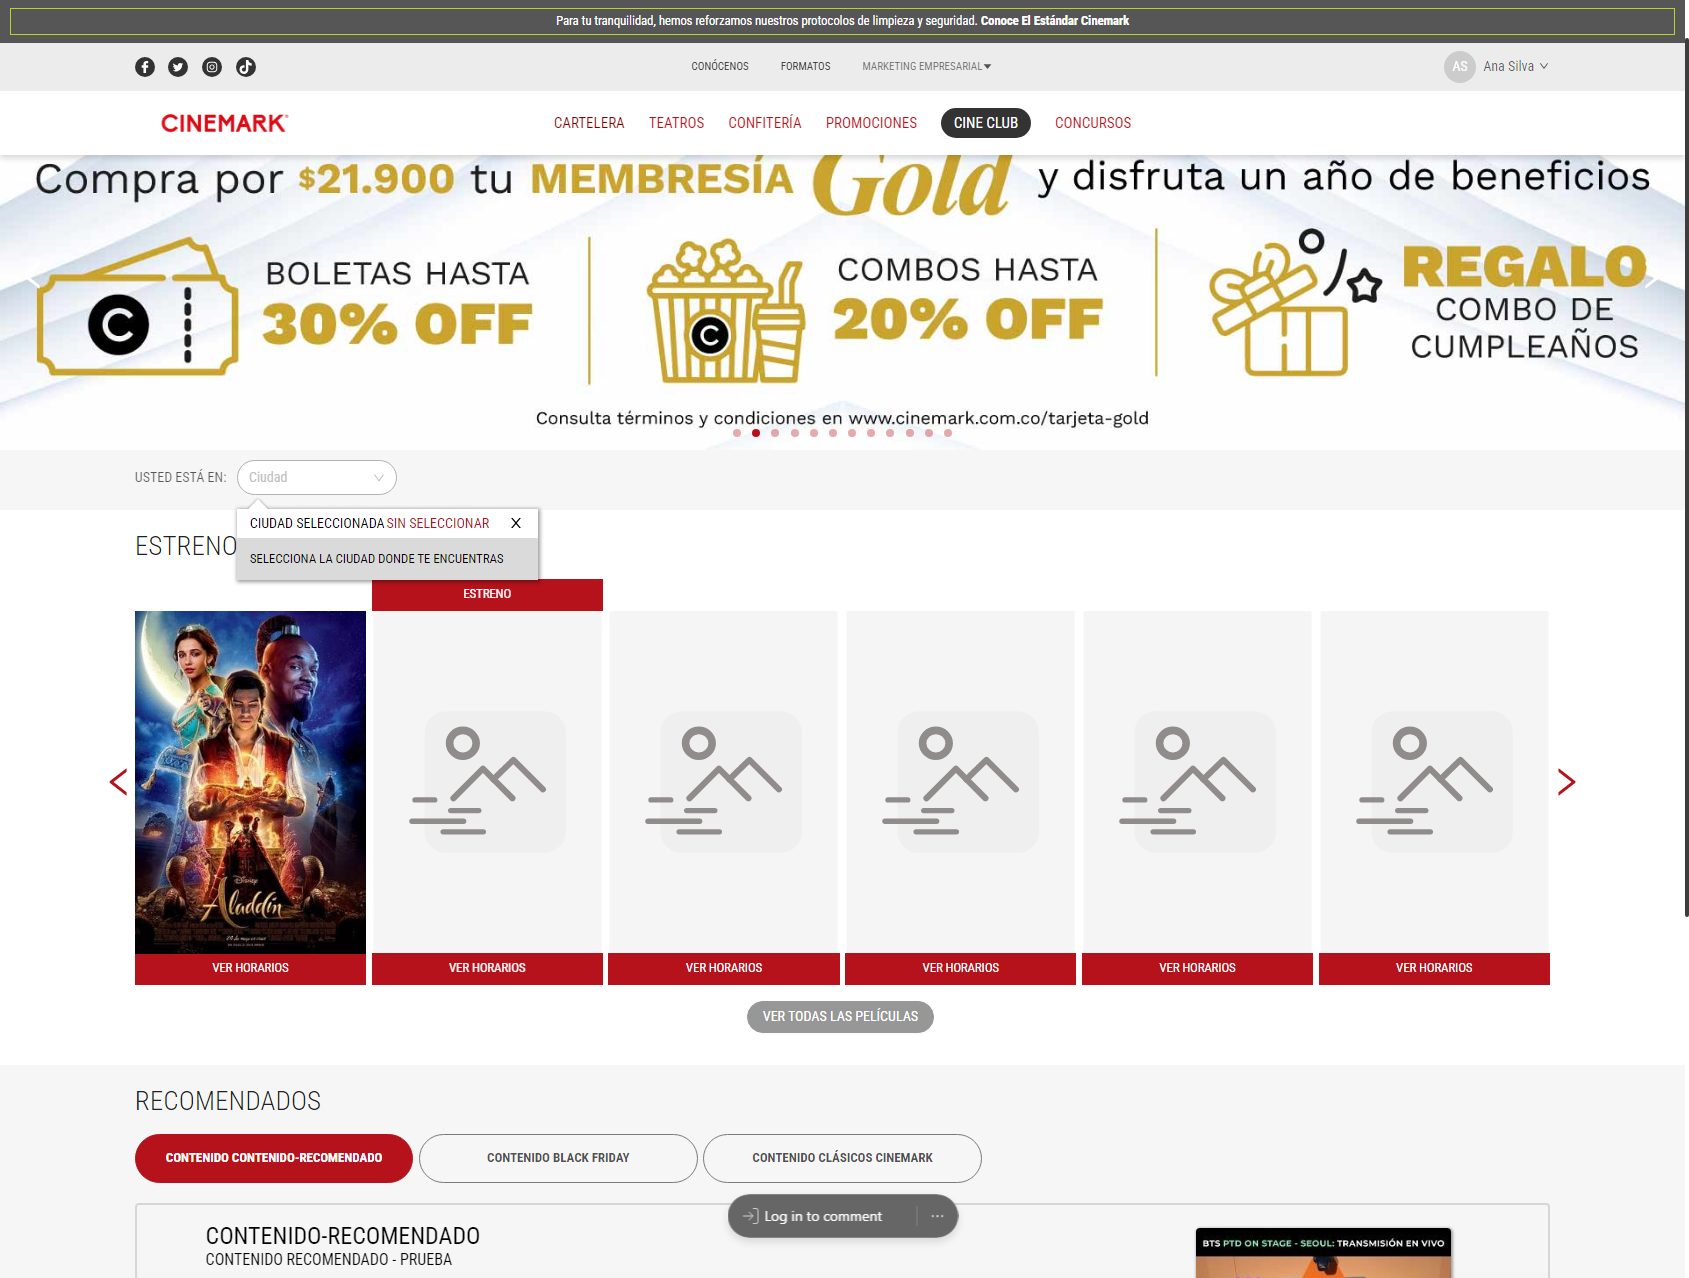 Para tu tranquilidad, hemos reforzamos nuestros protocolos de limpieza y seguridad. Conoce El Estándar Cinemark
CONÓCENOS FORMATOS MARKETING EMPRESARIAL
AS Ana Silva
CINEMARK
CARTELERA TEATROS CONFITERÍA PROMOCIONES CINE CLUB CONCURSOS
Compra por $21.900 tu MEMBRESÍA Gold y disfruta un año de beneficios
BOLETAS HASTA
30% OFF
COMBOS HASTA
20% OFF
REGALO
COMBO DE
CUMPLEAÑOS
Consulta términos y condiciones en www.cinemark.com.co/tarjeta-gold
USTED ESTÁ EN: Ciudad
CIUDAD SELECCIONADA SIN SELECCIONAR X
SELECCIONA LA CIUDAD DONDE TE ENCUENTRAS
ESTRENO
ESTRENO
Disney
Aladdin
VER HORARIOS VER HORARIOS VER HORARIOS VER HORARIOS VER HORARIOS VER HORARIOS
VER TODAS LAS PELÍCULAS
RECOMENDADOS
CONTENIDO CONTENIDO-RECOMENDADO CONTENIDO BLACK FRIDAY CONTENIDO CLÁSICOS CINEMARK
Log in to comment
CONTENIDO-RECOMENDADO
CONTENIDO RECOMENDADO - PRUEBA
BTS PTD ON STAGE - SEOUL: TRANSMISIÓN EN VIVO